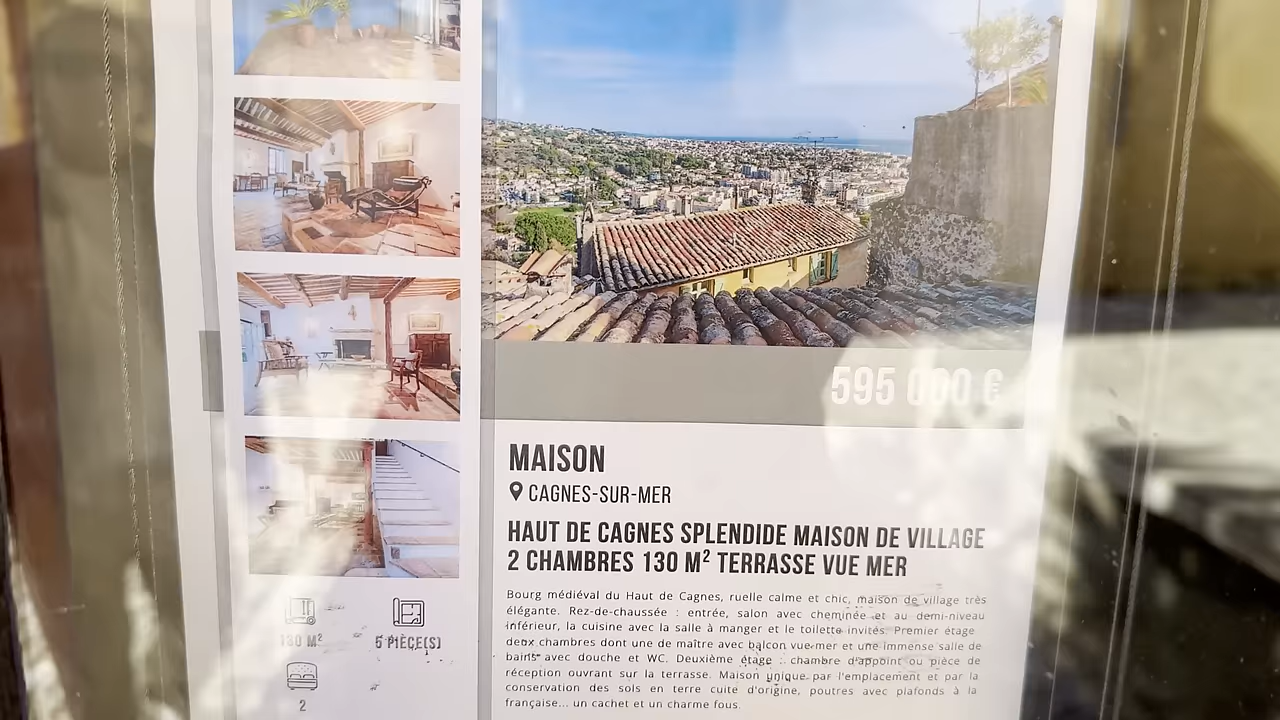 595 000 €
MAISON
CAGNES-SUR-MER
HAUT DE CAGNES SPLENDIDE MAISON DE VILLAGE
2 CHAMBRES 130 M² TERRASSE VUE MER
Bourg médiéval du Haut de Cagnes, ruelle calme et chic, maison de village très
élégante. Rez-de-chaussée : entrée, salon avec cheminée et au demi-niveau
inférieur, la cuisine avec la salle à manger et le toilette invités. Premier étage
deux chambres dont une de maître avec balcon vue mer et une immense salle de
bains avec douche et WC. Deuxième étage : chambre d'appoint ou pièce de
réception ouvrant sur la terrasse. Maison unique par l'emplacement et par la
conservation des sols en terre cuite d'origine, poutres avec plafonds à la
française... un cachet et un charme fous.
130 M²
5 PIÈCE(S)
2